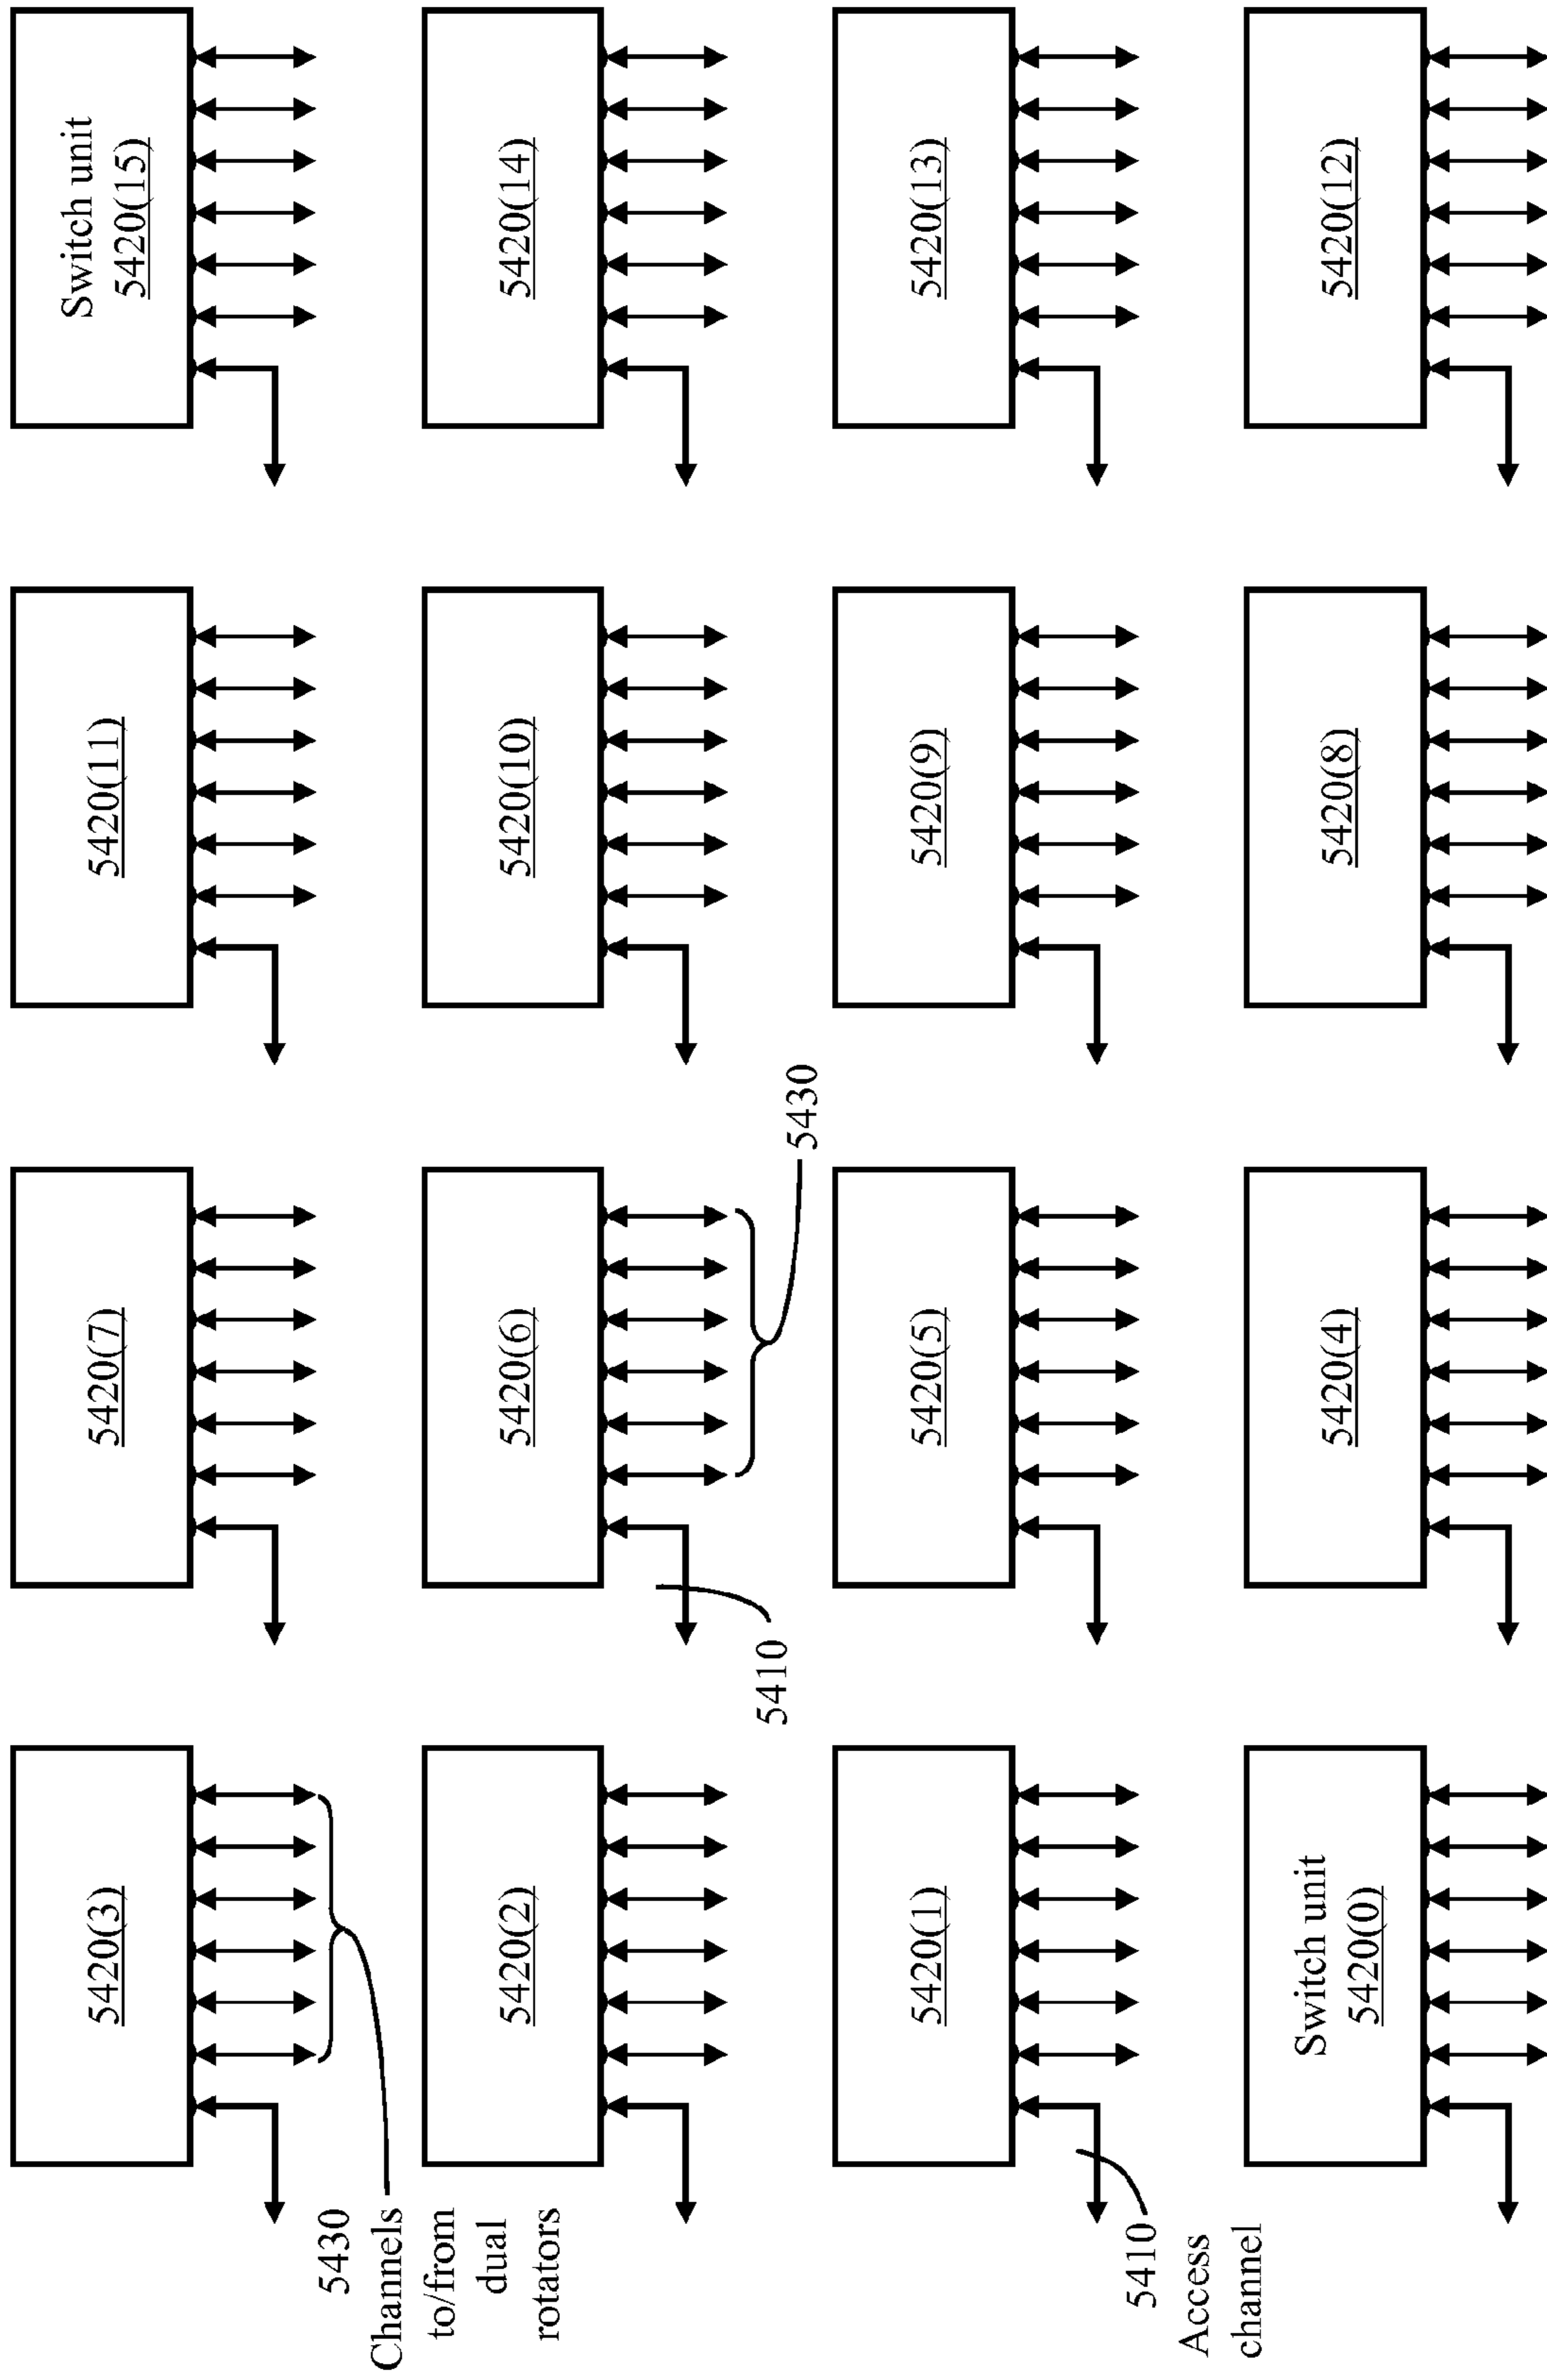 5420(3)
5420(7)
5420(11)
Switch unit
5420(15)
5430
Channels
to/from
dual
rotators
5420(2)
5420(6)
5420(10)
5420(14)
5410
5430
5420(1)
5420(5)
5420(9)
5420(13)
5410
Access
channel
Switch unit
5420(0)
5420(4)
5420(8)
5420(12)